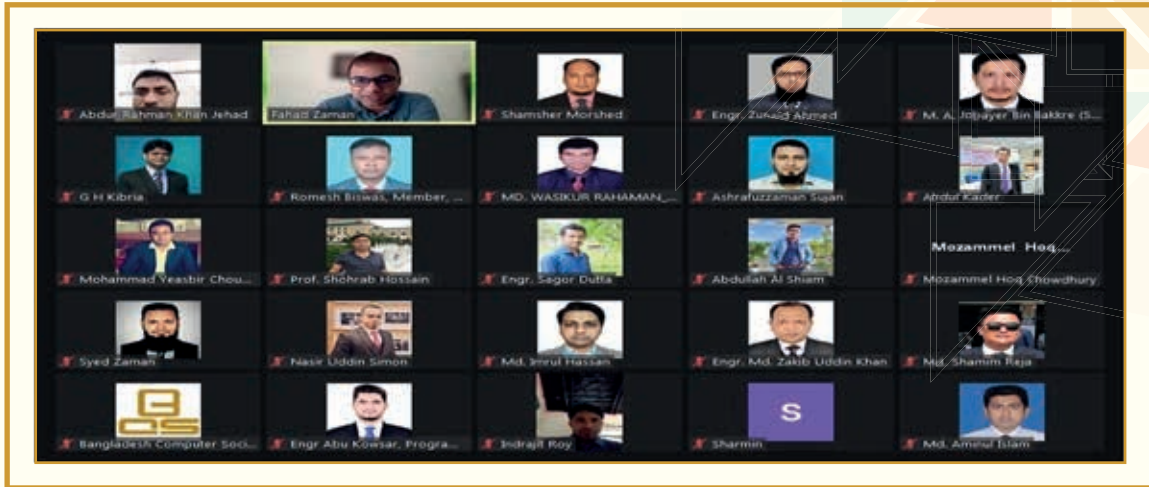 Abdur Rahman Khan Jehad
Fahad Zaman
Shamsher Morshed
Engr. Zunaid Ahmed
M. A. Jobayer Bin Bakkre (S...
G H Kibria
Romesh Biswas, Member, ...
MD. WASIKUR RAHAMAN_...
Ashrafuzzaman Sujan
Abdul Kader
Mohammad Yeasbir Chou...
Prof. Shohrab Hossain
Engr. Sagor Dutta
Abdullah Al Shiam
Mozammel Hoq...
Mozammel Hoq Chowdhury
Syed Zaman
Nasir Uddin Simon
Md. Imrul Hassan
Engr. Md. Zakib Uddin Khan
Md. Shamim Reja
Bangladesh Computer Soci...
Engr Abu Kowsar, Progra...
Indrajit Roy
S
Sharmin
Md. Aminul Islam